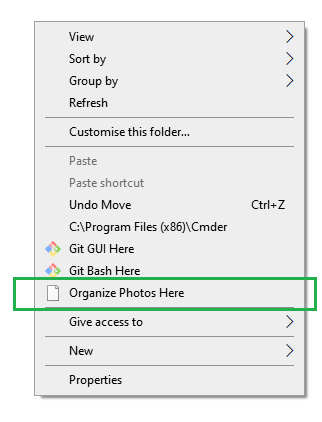 View
Sort by
Group by
Refresh
Customise this folder...
Paste
Paste shortcut
Undo Move Ctrl+Z
C:\Program Files (x86)\Cmder
Git GUI Here
Git Bash Here
Organize Photos Here
Give access to
New
Properties